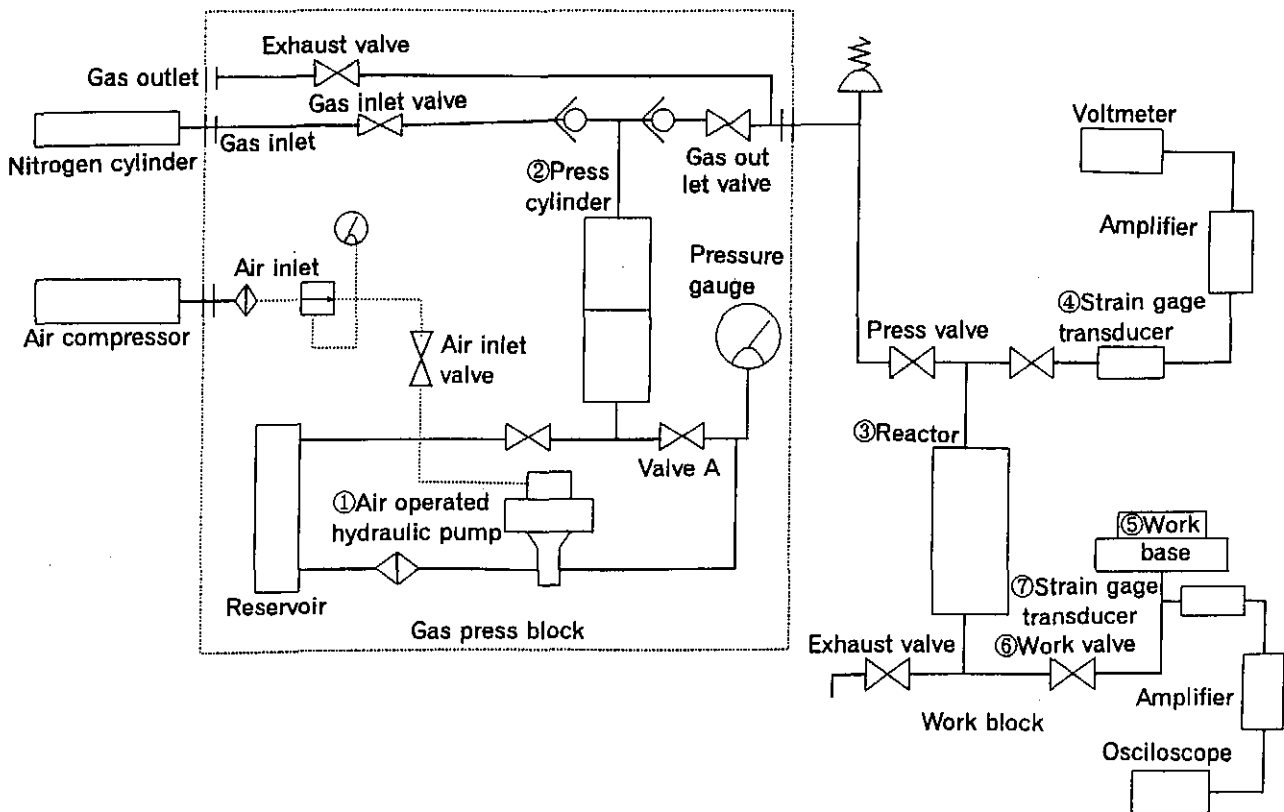 Exhaust valve
Gas outlet
Gas inlet valve
Gas inlet
Nitrogen cylinder
②Press
cylinder
Gas out
let valve
Voltmeter
Amplifier
Air inlet
Air compressor
Pressure
gauge
④Strain gage
transducer
Press valve
Air inlet
valve
③Reactor
Valve A
①Air operated
hydraulic pump
⑤Work
base
Reservoir
⑦Strain gage
transducer
Gas press block
Exhaust valve
⑥Work valve
Amplifier
Work block
Osciloscope